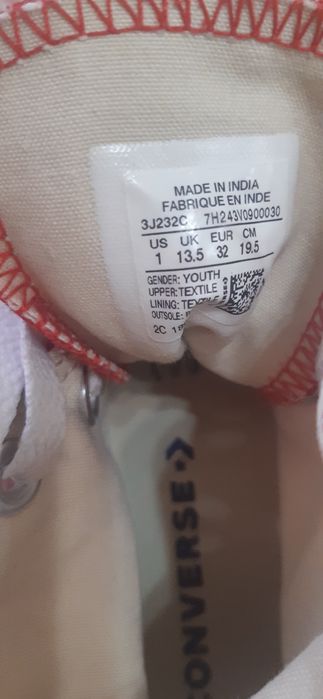 MADE IN INDIA
FABRIQUE EN INDE
3J232C 7H243V0900030
US UK EUR CM
1 13.5 32 19.5
GENDER: YOUTH
UPPER: TEXTILE
LINING: TEXTILE
OUTSOLE:
2C
CONVERSE